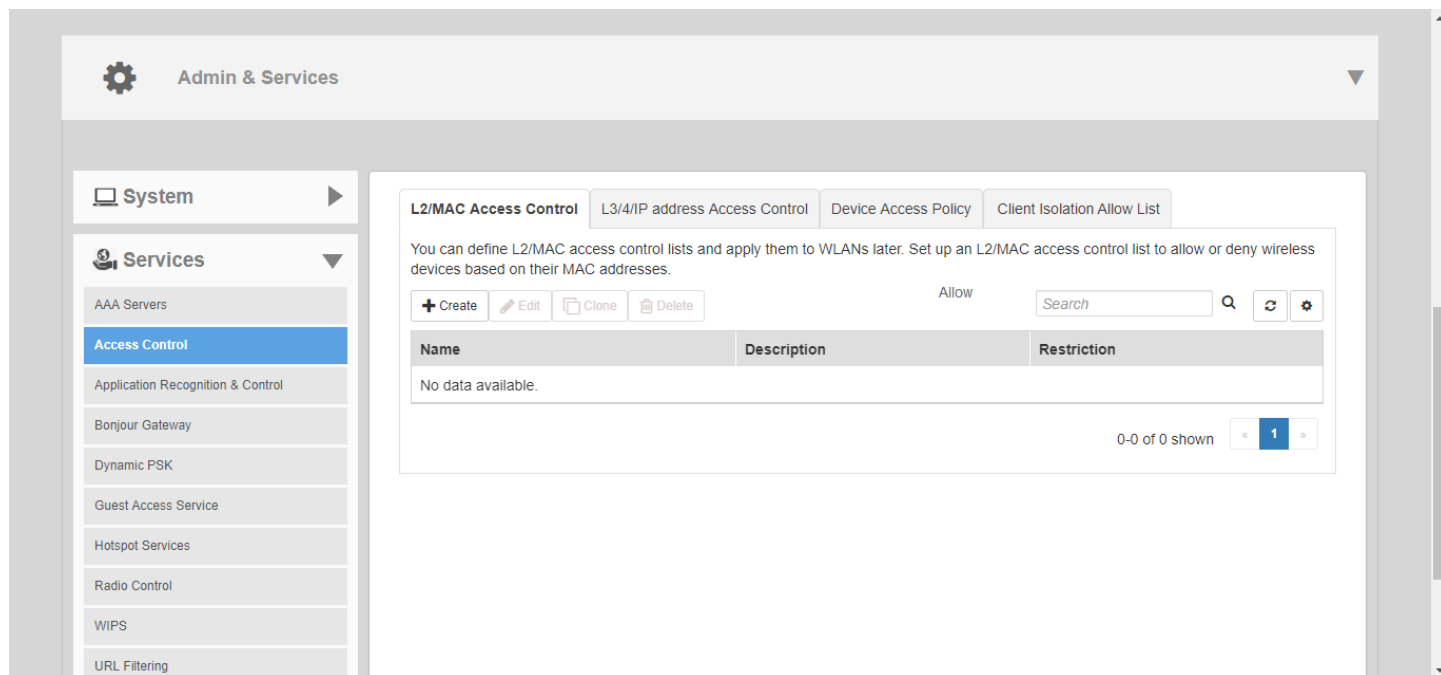 Admin & Services
System
Services
AAA Servers
Access Control
Application Recognition & Control
Bonjour Gateway
Dynamic PSK
Guest Access Service
Hotspot Services
Radio Control
WIPS
URL Filtering
L2/MAC Access Control L3/4/IP address Access Control Device Access Policy Client Isolation Allow List
You can define L2/MAC access control lists and apply them to WLANs later. Set up an L2/MAC access control list to allow or deny wireless
devices based on their MAC addresses.
Create Edit Clone Delete Allow Search
Name Description Restriction
No data available.
0-0 of 0 shown « 1 »